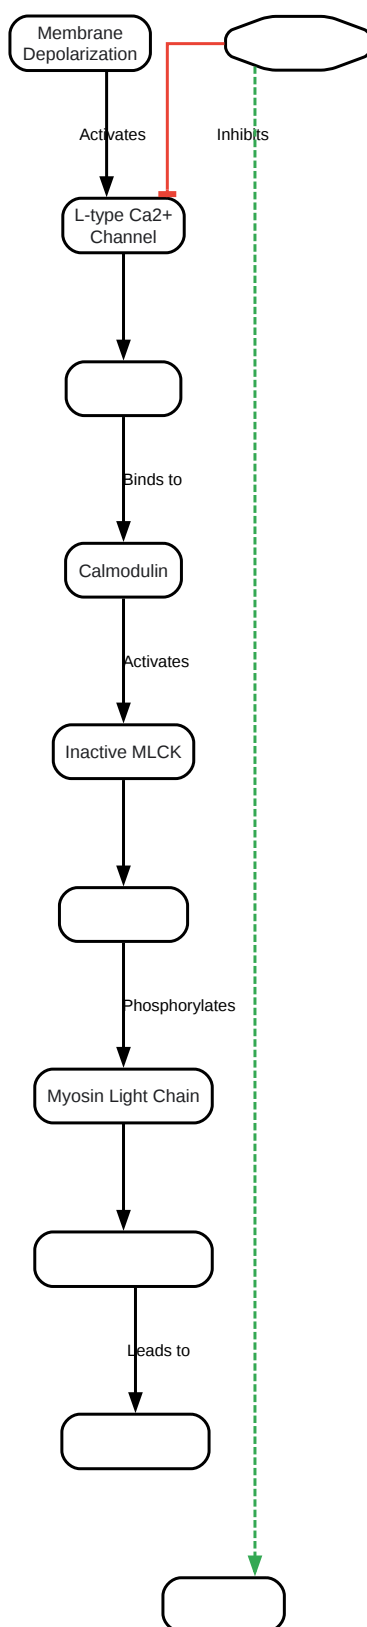 Membrane
Depolarization
Activates
Inhibits
L-type Ca2+
Channel
Binds to
Calmodulin
Activates
Inactive MLCK
Phosphorylates
Myosin Light Chain
Leads to